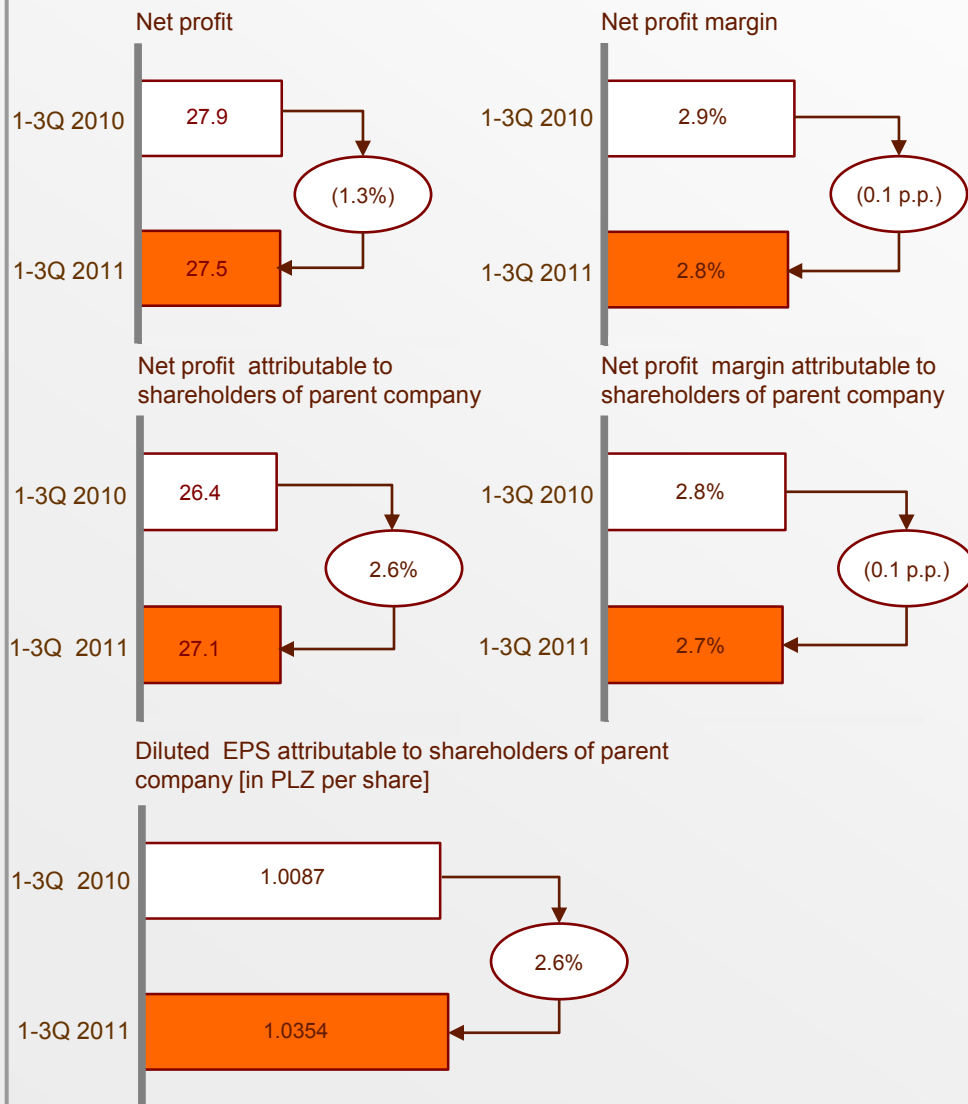 Net profit
1-3Q 2010
27.9
(1.3%)
1-3Q 2011
27.5
Net profit margin
1-3Q 2010
2.9%
(0.1 p.p.)
1-3Q 2011
2.8%
Net profit attributable to
shareholders of parent company
1-3Q 2010
26.4
2.6%
1-3Q 2011
27.1
Net profit margin attributable to
shareholders of parent company
1-3Q 2010
2.8%
(0.1 p.p.)
1-3Q 2011
2.7%
Diluted EPS attributable to shareholders of parent
company [in PLZ per share]
1-3Q 2010
1.0087
2.6%
1-3Q 2011
1.0354